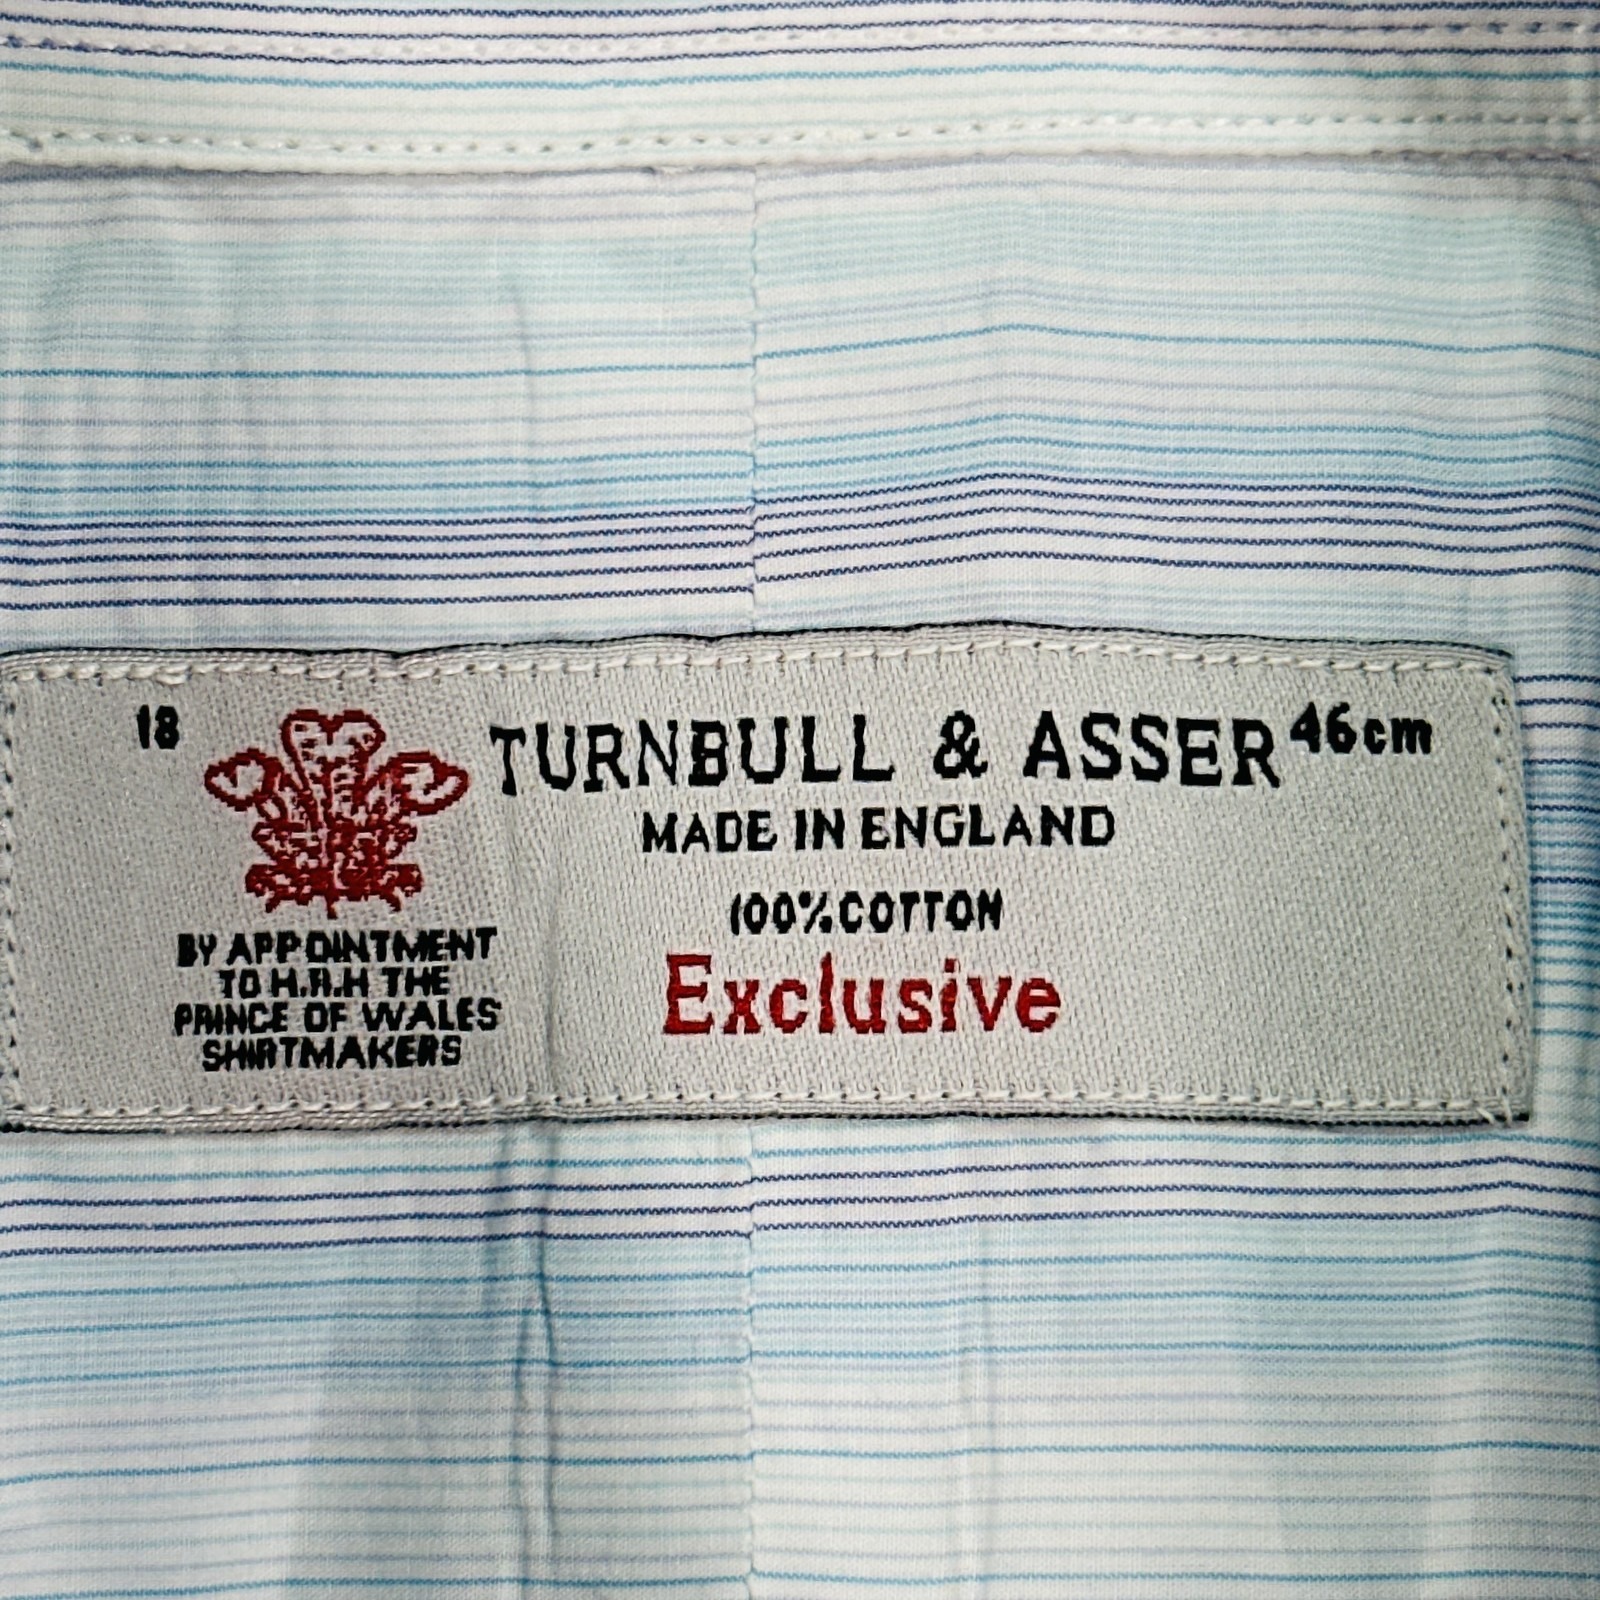 18
TURNBULL & ASSER 46cm
MADE IN ENGLAND
100% COTTON
Exclusive
BY APPOINTMENT
TO H.R.H THE
PRINCE OF WALES
SHIRTMAKERS